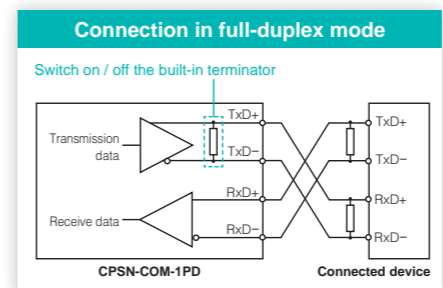 Connection in full-duplex mode
Switch on / off the built-in terminator
TxD+
TxD+
Transmission
data
TxD−
TxD−
RxD+
RxD+
Receive data
RxD−
RxD−
CPSN-COM-1PD
Connected device